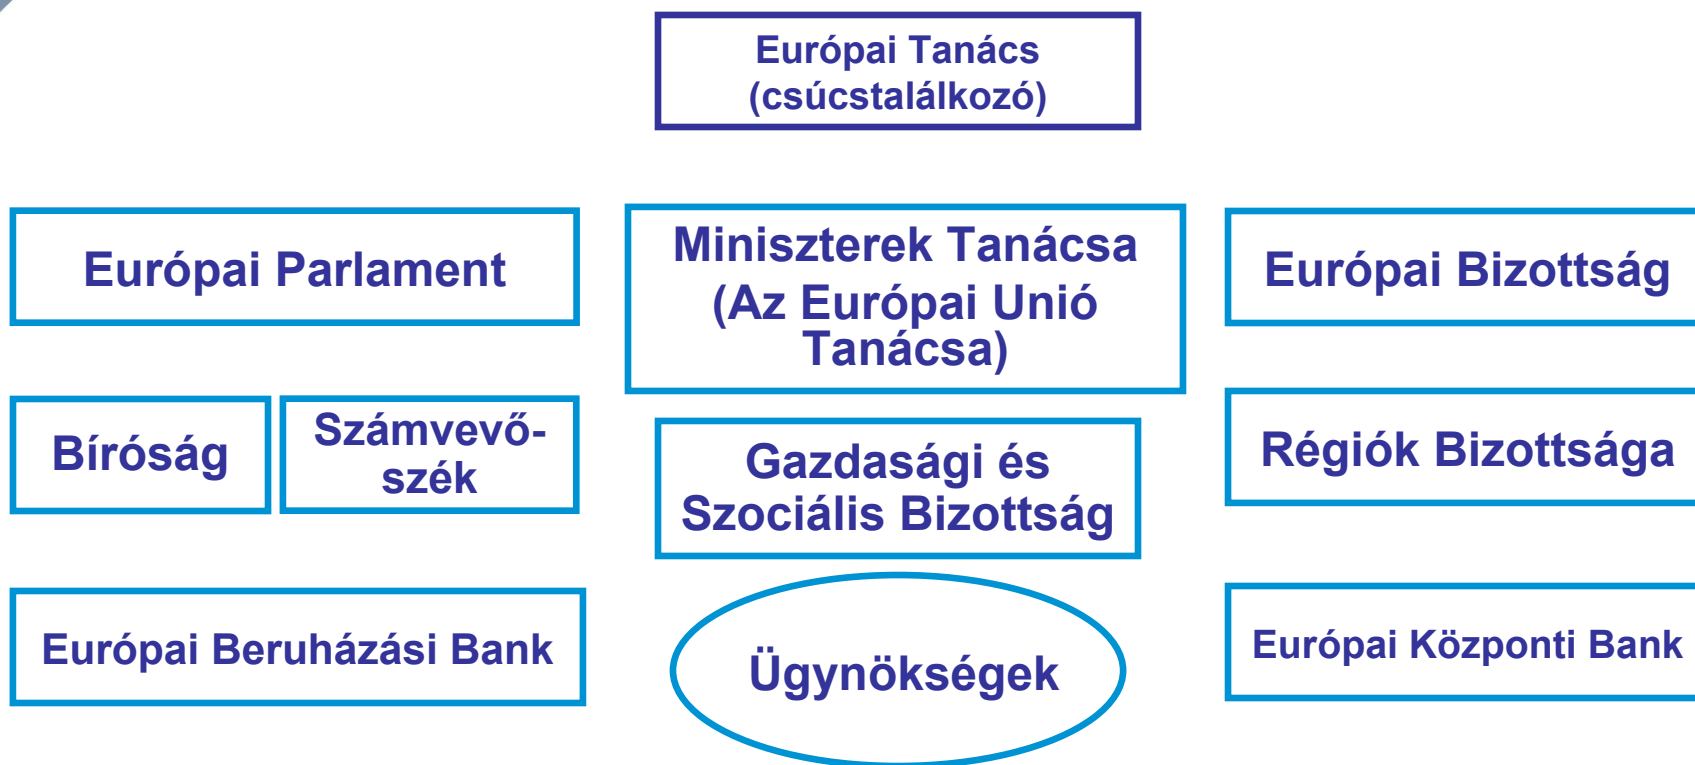 Európai Tanács
(csúcstalálkozó)
Európai Parlament
Miniszterek Tanácsa
(Az Európai Unió
Tanácsa)
Európai Bizottság
Bíróság
Számvevő-
szék
Gazdasági és
Szociális Bizottság
Régiók Bizottsága
Európai Beruházási Bank
Ügynökségek
Európai Központi Bank